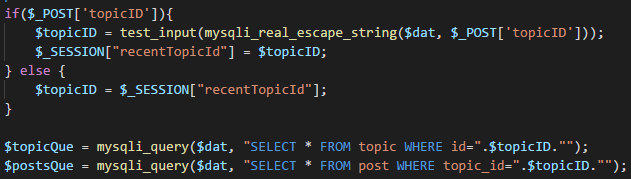 if($_POST['topicID']){
$topicID = test_input(mysqli_real_escape_string($dat, $_POST['topicID']));
$_SESSION["recentTopicId"] = $topicID;
} else {
$topicID = $_SESSION["recentTopicId"];
}
$topicQue = mysqli_query($dat, "SELECT * FROM topic WHERE id=".$topicID."");
$postsQue = mysqli_query($dat, "SELECT * FROM post WHERE topic_id=".$topicID."");